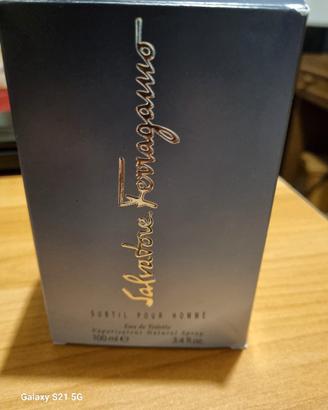 Salvatore Ferragamo
SUBTIL POUR HOMME
Eau de Toilette
Vaporisateur Natural Spray
100 ml e 3.4 fl.oz.
Galaxy S21 5G